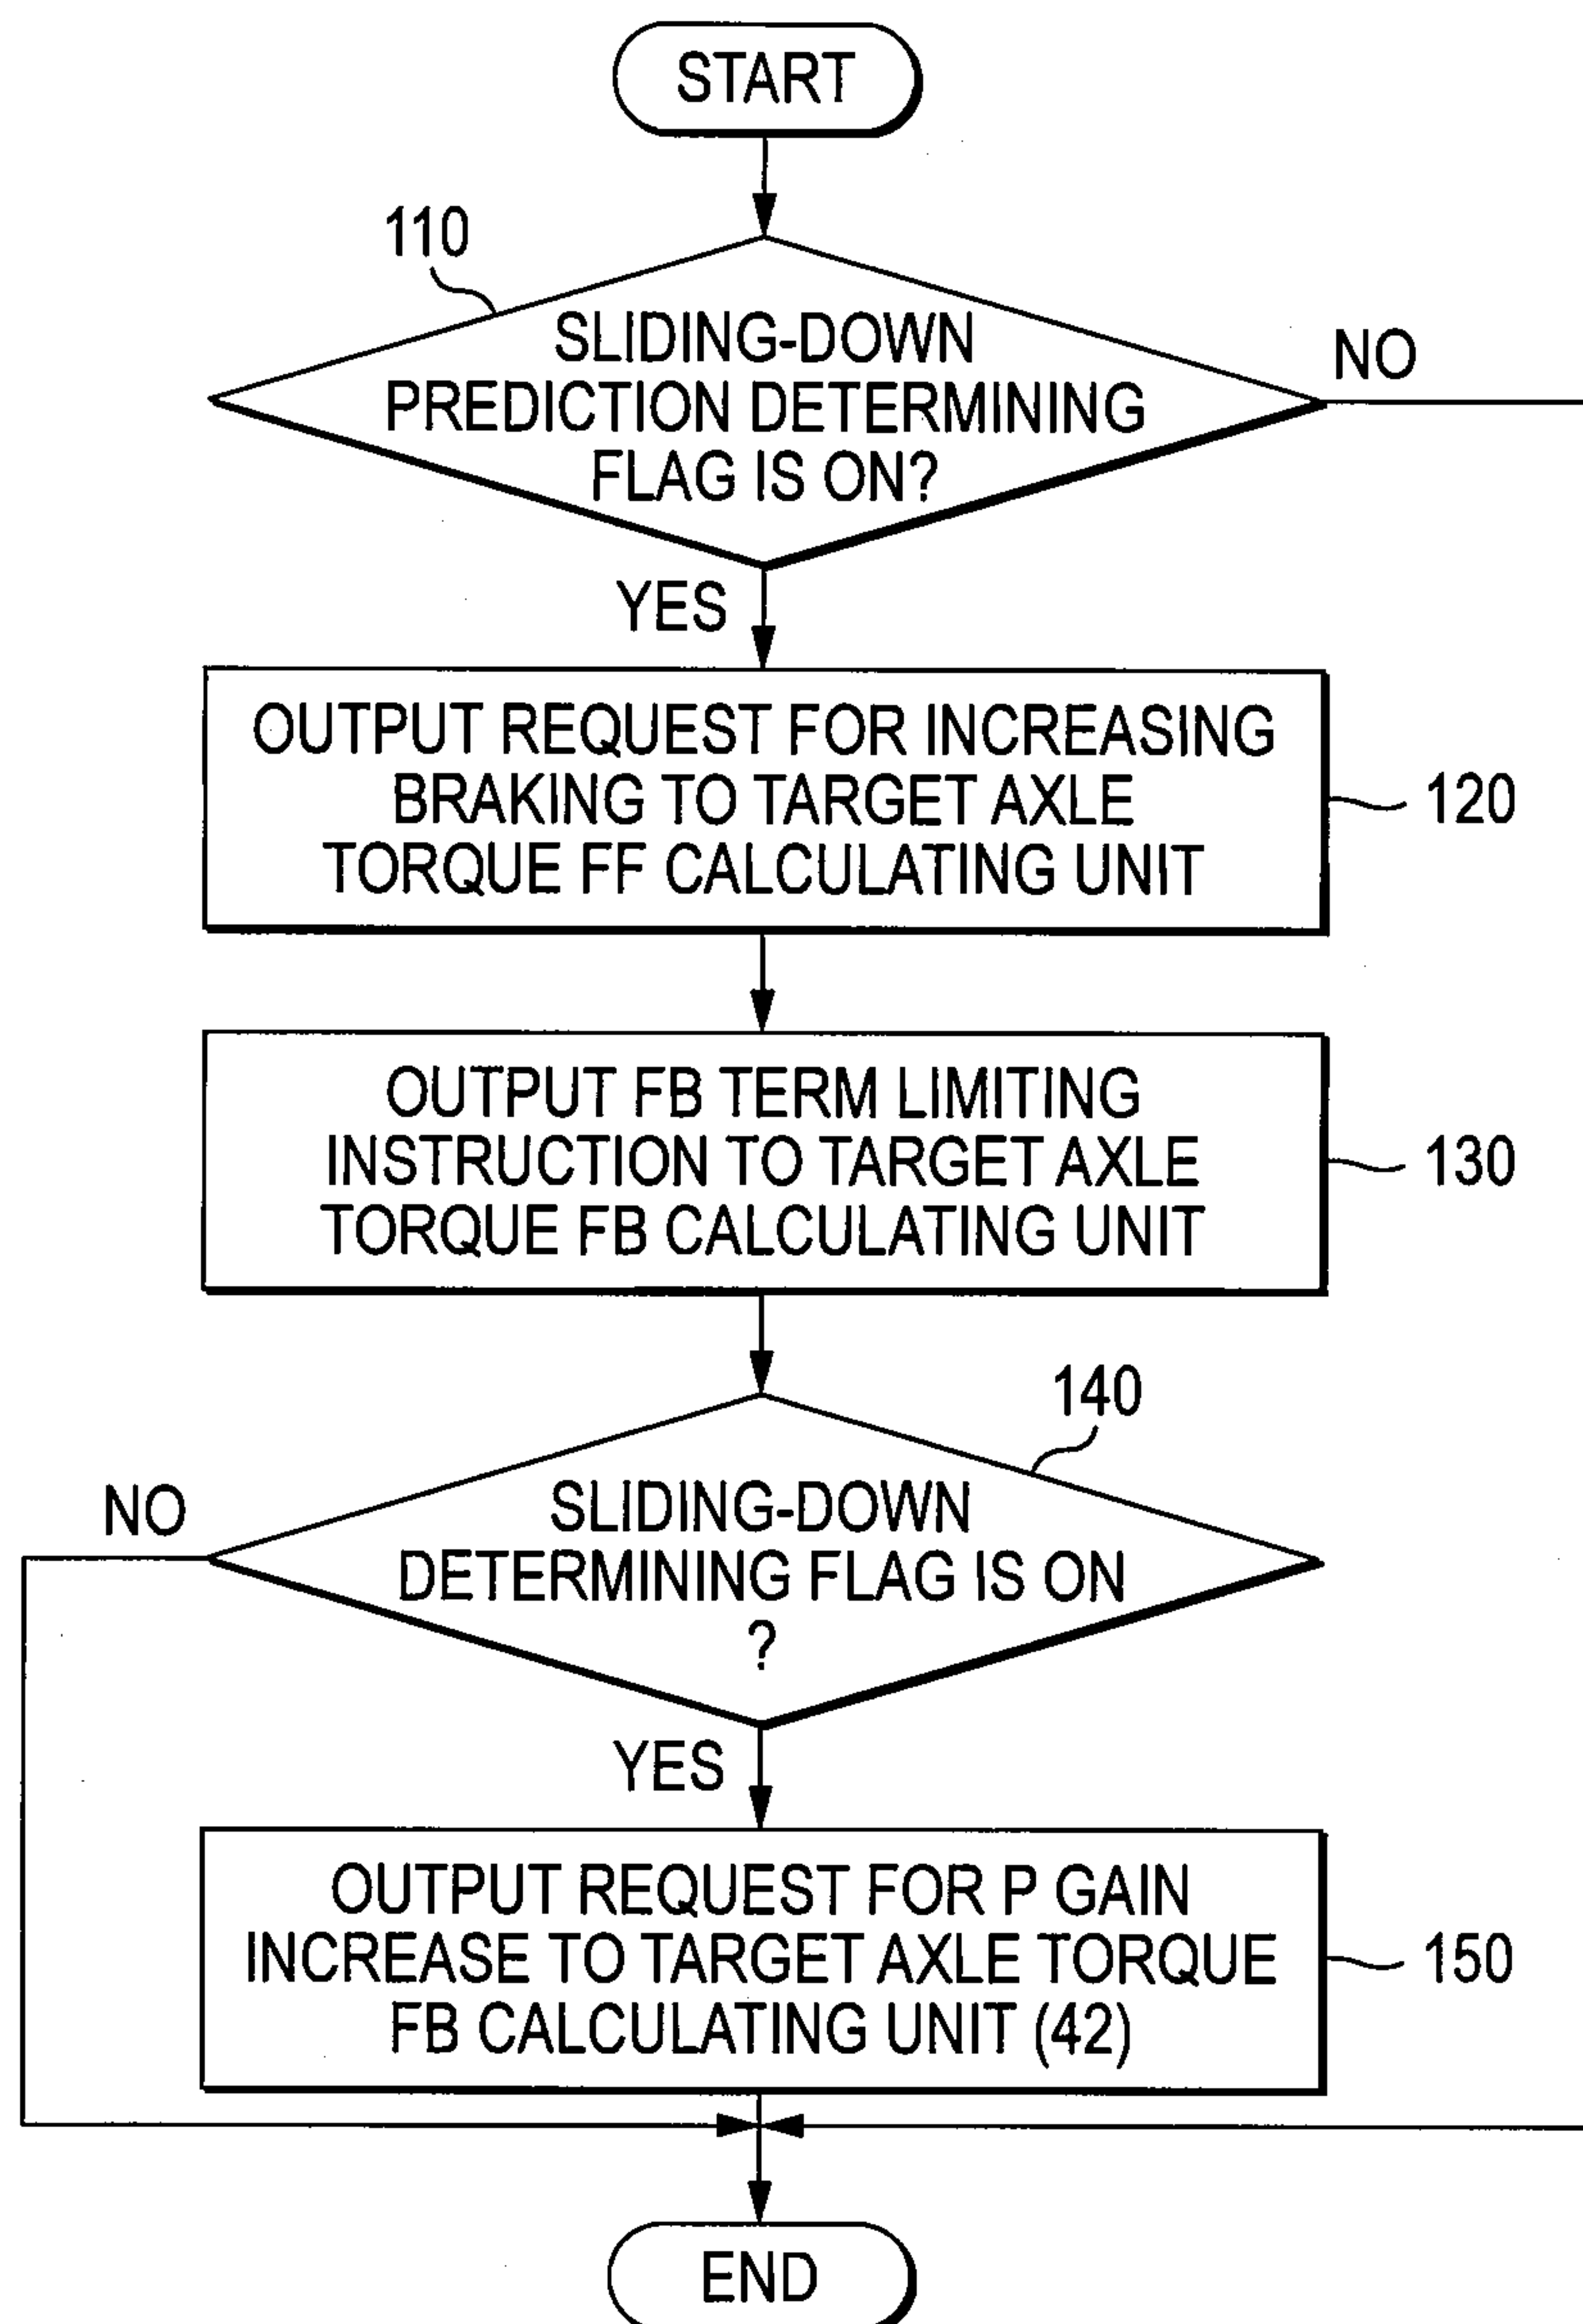 START
110
SLIDING-DOWN
PREDICTION DETERMINING
FLAG IS ON?
NO
YES
OUTPUT REQUEST FOR INCREASING
BRAKING TO TARGET AXLE
TORQUE FF CALCULATING UNIT
120
OUTPUT FB TERM LIMITING
INSTRUCTION TO TARGET AXLE
TORQUE FB CALCULATING UNIT
130
140
NO
SLIDING-DOWN
DETERMINING FLAG IS ON
?
YES
OUTPUT REQUEST FOR P GAIN
INCREASE TO TARGET AXLE TORQUE
FB CALCULATING UNIT (42)
150
END